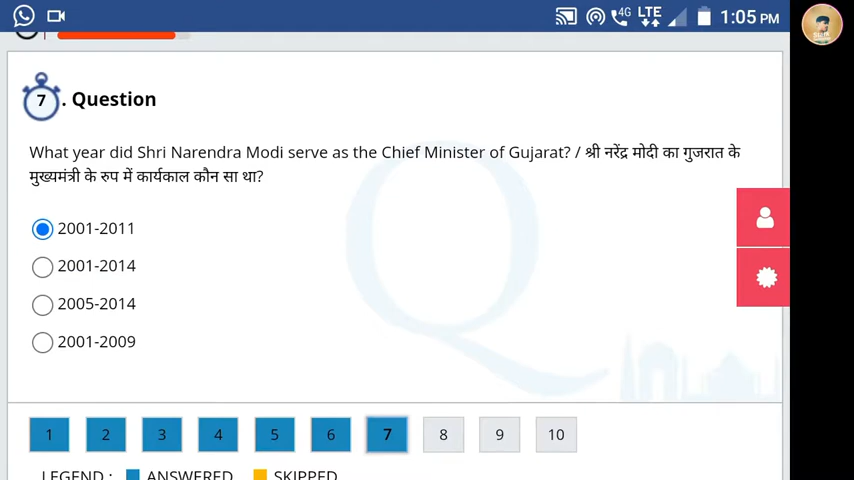 4G LTE 1:05 PM
7 . Question
What year did Shri Narendra Modi serve as the Chief Minister of Gujarat? / श्री नरेंद्र मोदी का गुजरात के
मुख्यमंत्री के रुप में कार्यकाल कौन सा था?
2001-2011
2001-2014
2005-2014
2001-2009
1 2 3 4 5 6 7 8 9 10
LEGEND : ANSWERED SKIPPED